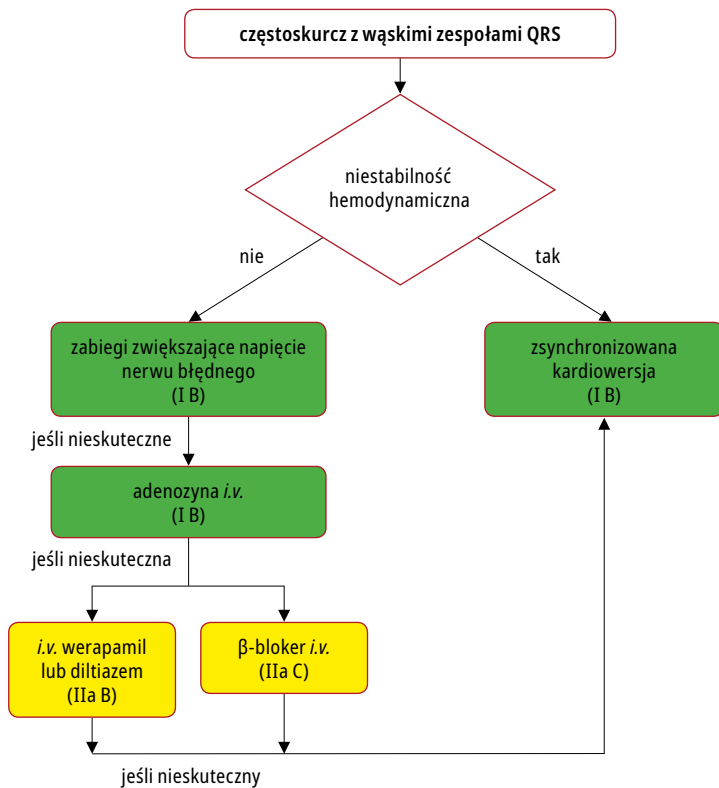 częstoskurcz z wąskimi zespołami QRS
niestabilność
hemodynamiczna
nie
tak
zabiegi zwiększające napięcie
nerwu błędnego
(I B)
zsynchronizowana
kardiowersja
(I B)
jeśli nieskuteczne
adenozyna i.v.
(I B)
jeśli nieskuteczna
i.v. werapamil
lub diltiazem
(IIa B)
β-bloker i.v.
(IIa C)
jeśli nieskuteczny